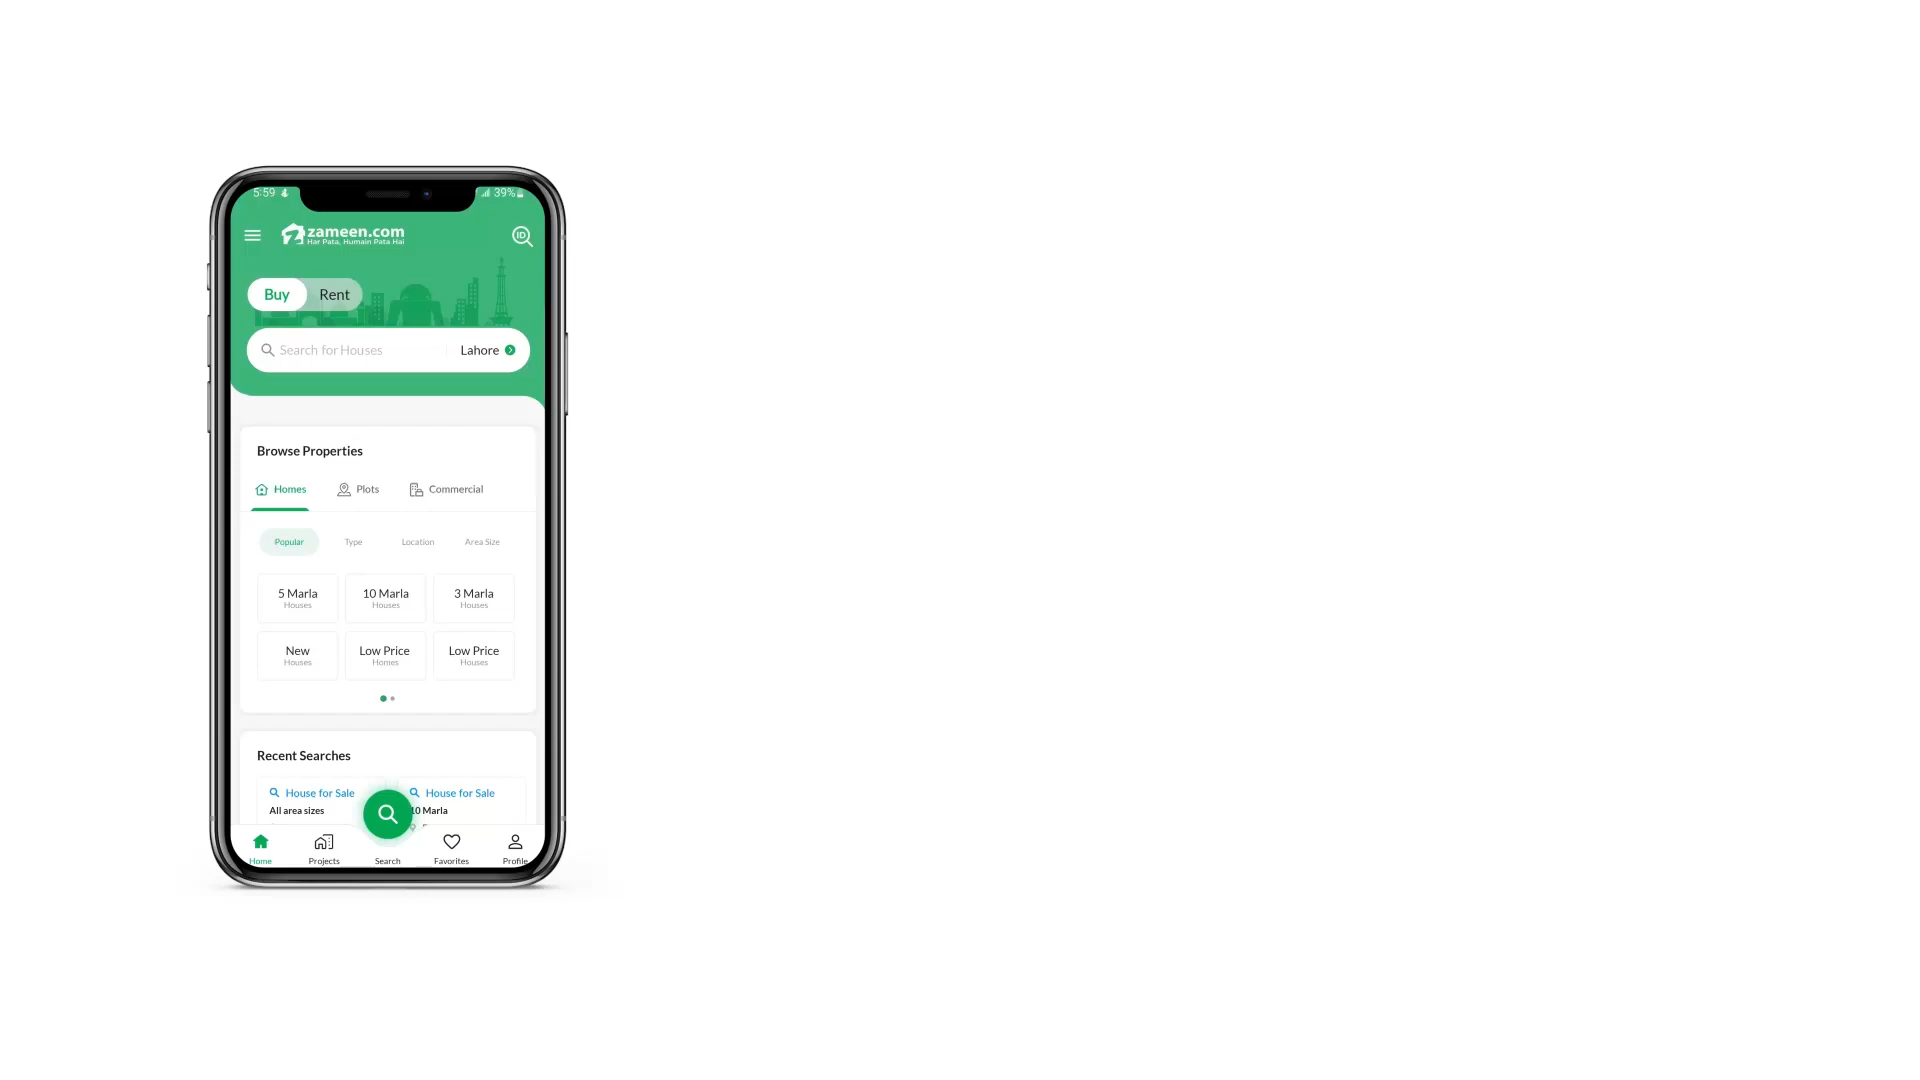 5:59
39%
zameen.com
Har Pata, Humain Pata Hai
ID
Buy Rent
Search for Houses Lahore
Browse Properties
Homes Plots Commercial
Popular Type Location Area Size
5 Marla 10 Marla 3 Marla
Houses Houses Houses
New Low Price Low Price
Houses Homes Houses
Recent Searches
House for Sale House for Sale
All area sizes 10 Marla
Home Projects Search Favorites Profile